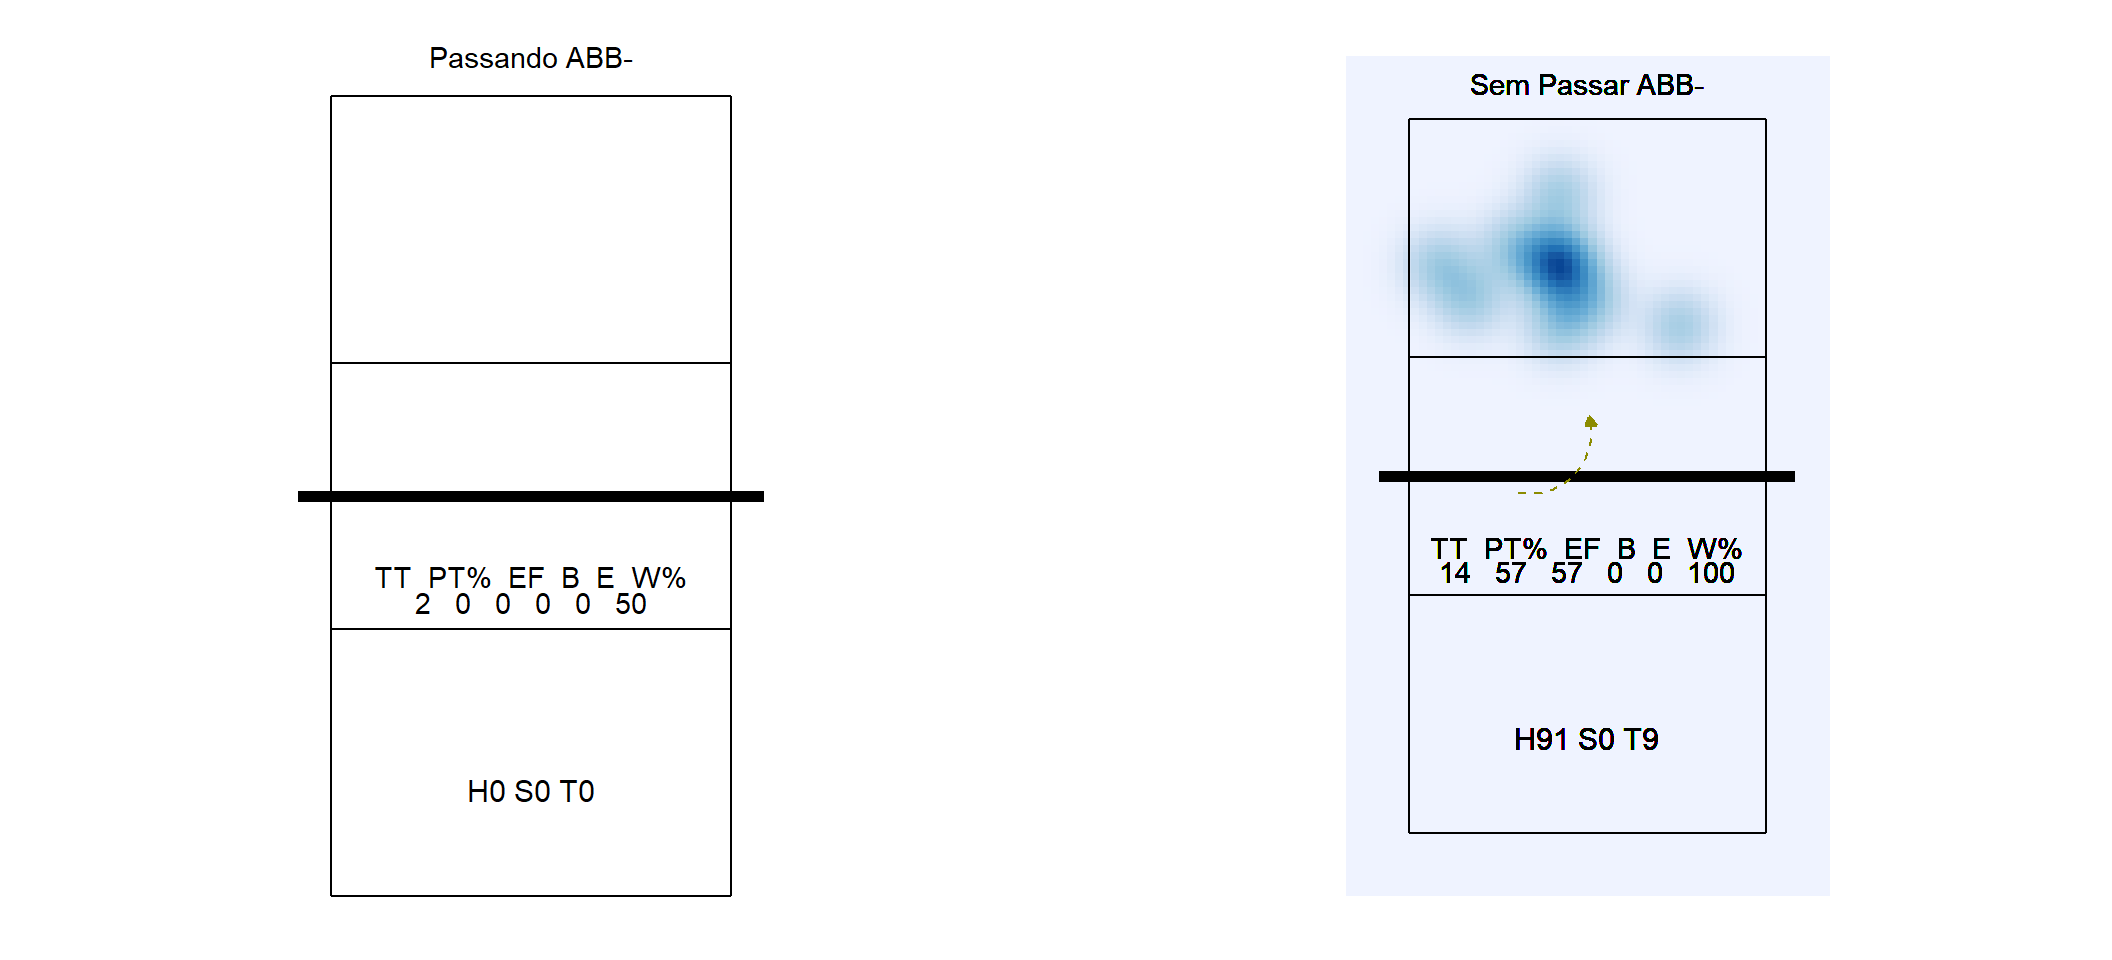 Passando ABB-
TT PT% EF B E W%
2 0 0 0 0 50
H0 S0 T0
Sem Passar ABB-
TT PT% EF B E W%
14 57 57 0 0 100
H91 S0 T9